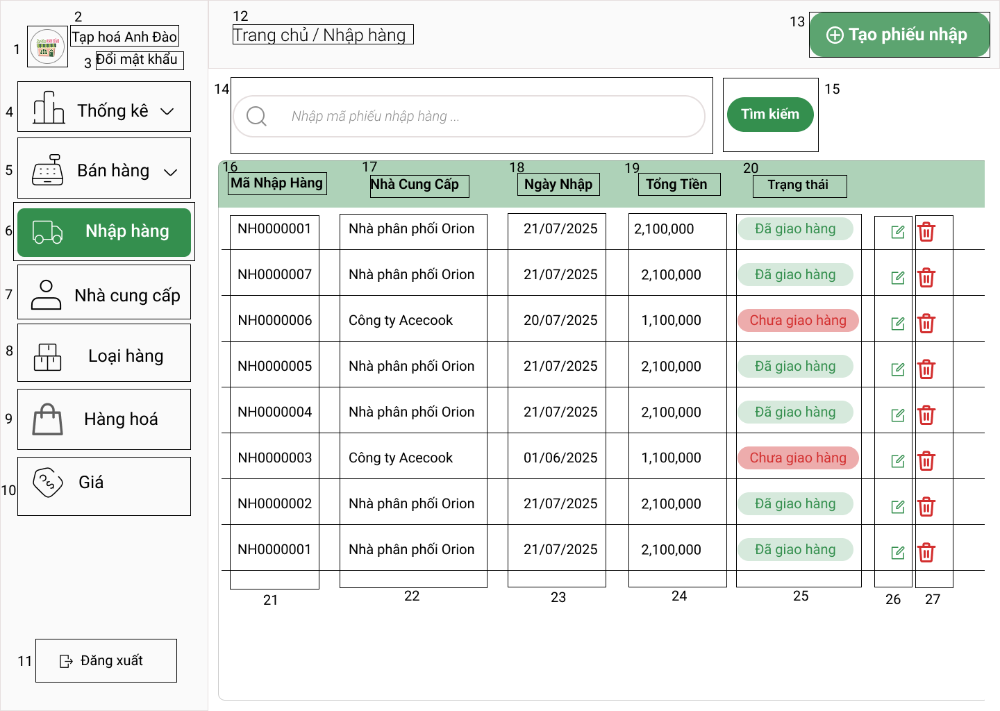 2
12
13
1
ANH ĐÀO
Tạp hoá Anh Đào
3 Đổi mật khẩu
Trang chủ / Nhập hàng
Tạo phiếu nhập
4 Thống kê
5 Bán hàng
6 Nhập hàng
7 Nhà cung cấp
8 Loại hàng
9 Hàng hoá
10 Giá
11 Đăng xuất
14 Nhập mã phiếu nhập hàng ...
Tìm kiếm 15
16 17 18 19 20
Mã Nhập Hàng Nhà Cung Cấp Ngày Nhập Tổng Tiền Trạng thái
NH0000001 Nhà phân phối Orion 21/07/2025 2,100,000 Đã giao hàng
NH0000007 Nhà phân phối Orion 21/07/2025 2,100,000 Đã giao hàng
NH0000006 Công ty Acecook 20/07/2025 1,100,000 Chưa giao hàng
NH0000005 Nhà phân phối Orion 21/07/2025 2,100,000 Đã giao hàng
NH0000004 Nhà phân phối Orion 21/07/2025 2,100,000 Đã giao hàng
NH0000003 Công ty Acecook 01/06/2025 1,100,000 Chưa giao hàng
NH0000002 Nhà phân phối Orion 21/07/2025 2,100,000 Đã giao hàng
NH0000001 Nhà phân phối Orion 21/07/2025 2,100,000 Đã giao hàng
21 22 23 24 25 26 27